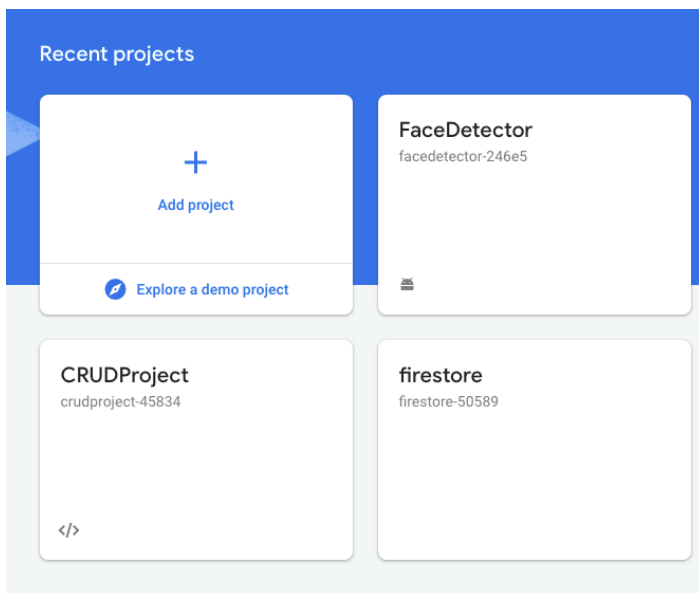 Recent projects
Add project
Explore a demo project
FaceDetector
facedetector-246e5
CRUDProject
crudproject-45834
</>
firestore
firestore-50589